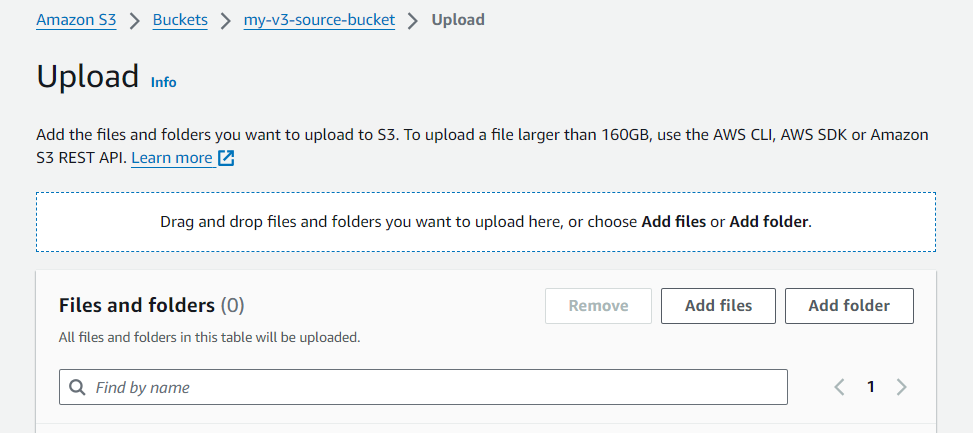 Amazon S3 > Buckets > my-v3-source-bucket > Upload
Upload Info
Add the files and folders you want to upload to S3. To upload a file larger than 160GB, use the AWS CLI, AWS SDK or Amazon
S3 REST API. Learn more
Drag and drop files and folders you want to upload here, or choose Add files or Add folder.
Files and folders (0)
Remove
Add files
Add folder
All files and folders in this table will be uploaded.
Find by name
1